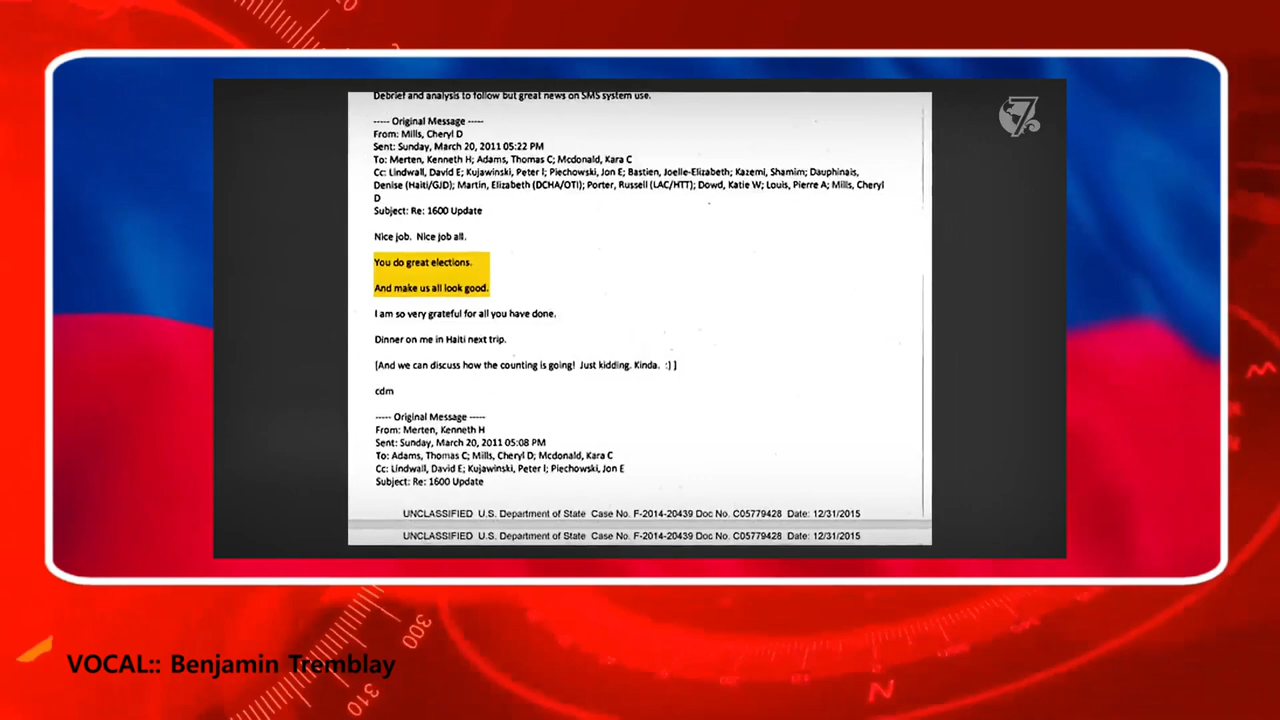 Debrief and analysis to follow but great news on SMS system use.
----- Original Message -----
From: Mills, Cheryl D
Sent: Sunday, March 20, 2011 05:22 PM
To: Merten, Kenneth H; Adams, Thomas C; Mcdonald, Kara C
Cc: Lindwall, David E; Kujawinski, Peter I; Piechowski, Jon E; Bastien, Joelle-Elizabeth; Kazemi, Shamim; Dauphinais,
Denise (Haiti/GJD); Martin, Elizabeth (DCHA/OTI); Porter, Russell (LAC/HTT); Dowd, Katie W; Louis, Pierre A; Mills, Cheryl
D
Subject: Re: 1600 Update
Nice job. Nice job all.
You do great elections.
And make us all look good.
I am so very grateful for all you have done.
Dinner on me in Haiti next trip.
[And we can discuss how the counting is going! Just kidding. Kinda. :) ]
cdm
----- Original Message -----
From: Merten, Kenneth H
Sent: Sunday, March 20, 2011 05:08 PM
To: Adams, Thomas C; Mills, Cheryl D; Mcdonald, Kara C
Cc: Lindwall, David E; Kujawinski, Peter I; Piechowski, Jon E
Subject: Re: 1600 Update
UNCLASSIFIED U.S. Department of State Case No. F-2014-20439 Doc No. C05779428 Date: 12/31/2015
UNCLASSIFIED U.S. Department of State Case No. F-2014-20439 Doc No. C05779428 Date: 12/31/2015
7
VOCAL:: Benjamin Tremblay
300
310
N